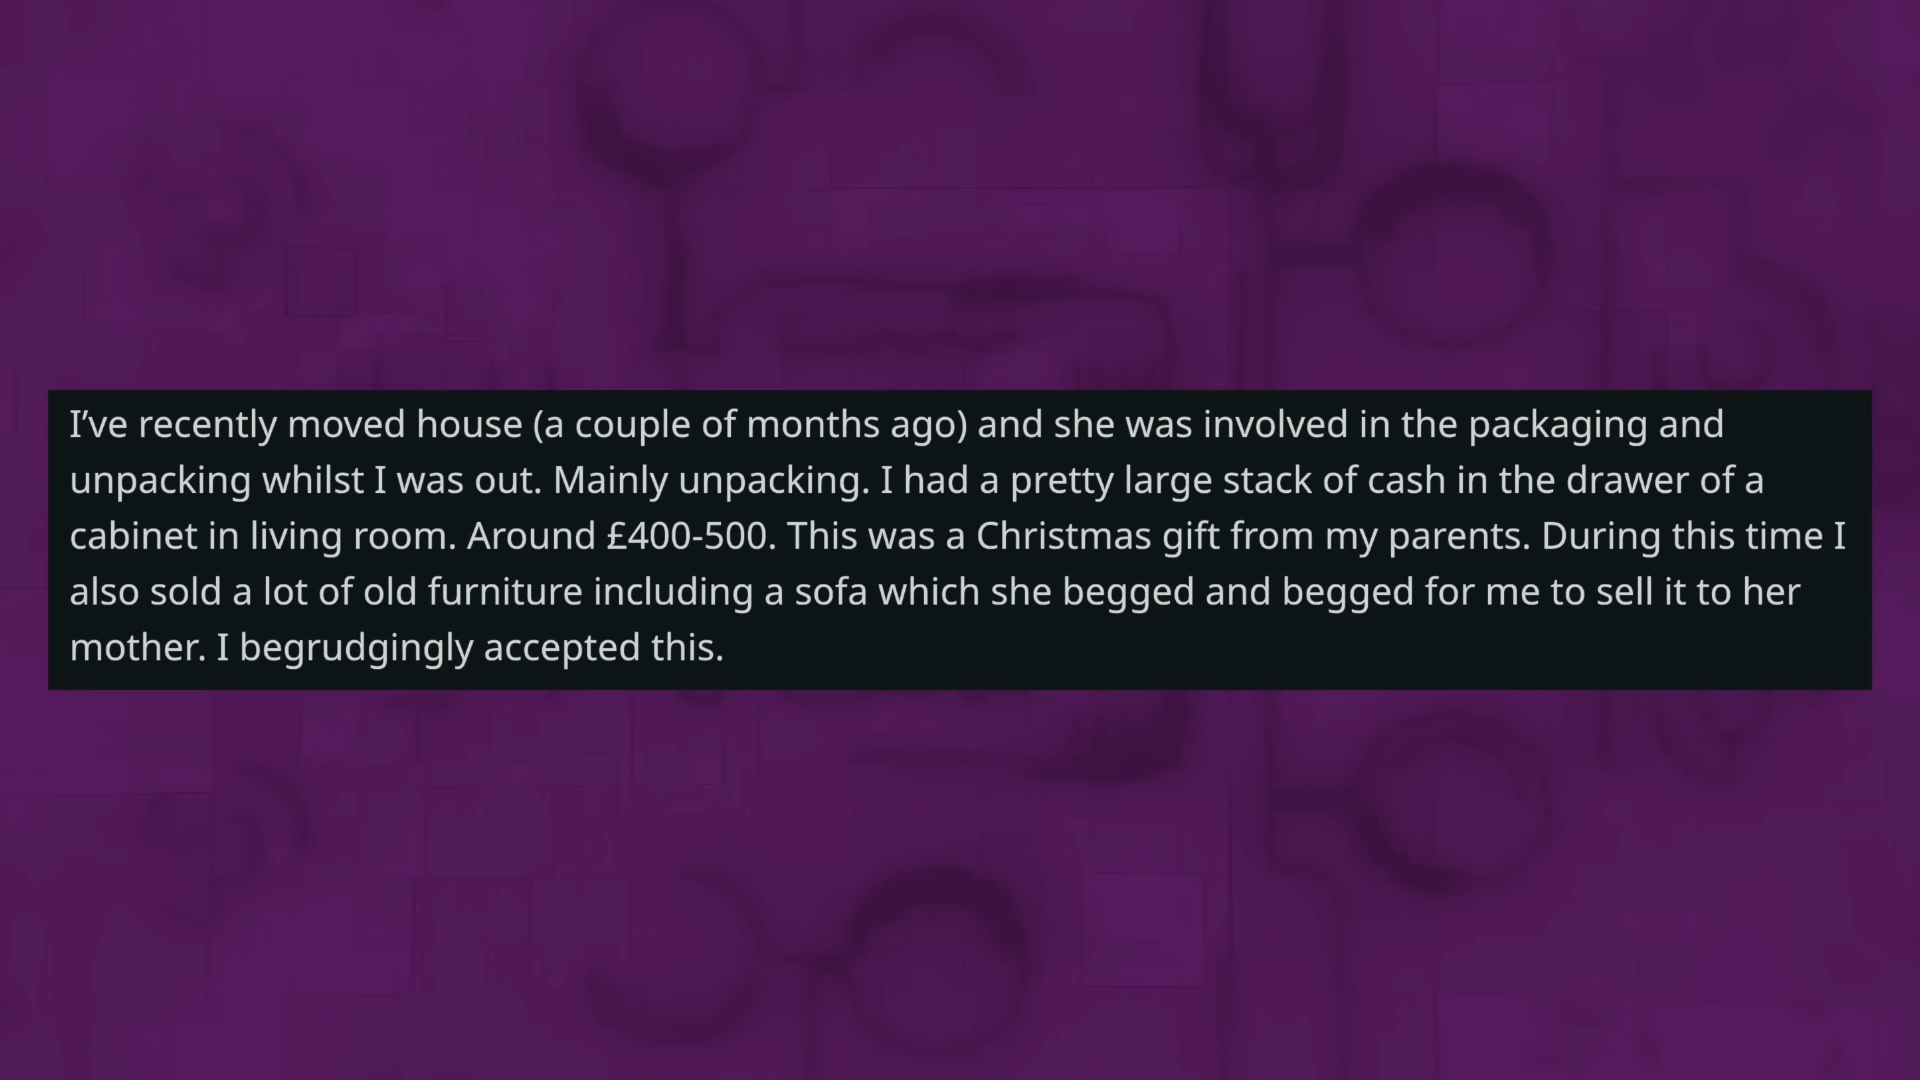 I’ve recently moved house (a couple of months ago) and she was involved in the packaging and
unpacking whilst I was out. Mainly unpacking. I had a pretty large stack of cash in the drawer of a
cabinet in living room. Around £400-500. This was a Christmas gift from my parents. During this time I
also sold a lot of old furniture including a sofa which she begged and begged for me to sell it to her
mother. I begrudgingly accepted this.